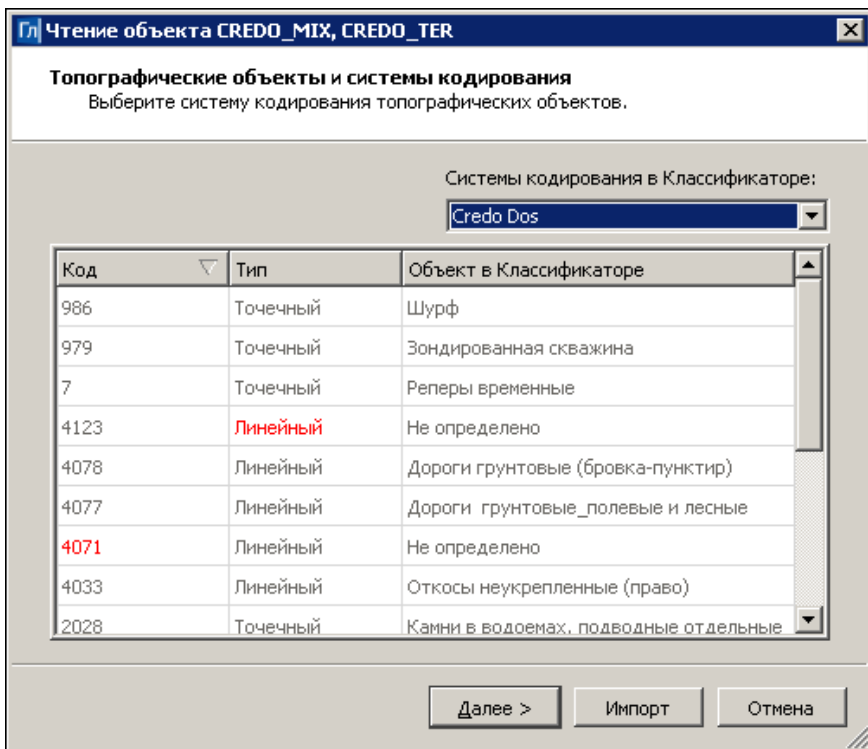 Гл Чтение объекта CREDO_MIX, CREDO_TER
Топографические объекты и системы кодирования
Выберите систему кодирования топографических объектов.
Системы кодирования в Классификаторе:
Credo Dos
Код Тип Объект в Классификаторе
986 Точечный Шурф
979 Точечный Зондированная скважина
7 Точечный Реперы временные
4123 Линейный Не определено
4078 Линейный Дороги грунтовые (бровка-пунктир)
4077 Линейный Дороги грунтовые_полевые и лесные
4071 Линейный Не определено
4033 Линейный Откосы неукрепленные (право)
2028 Точечный Камни в водоемах, подводные отдельные
Далее > Импорт Отмена